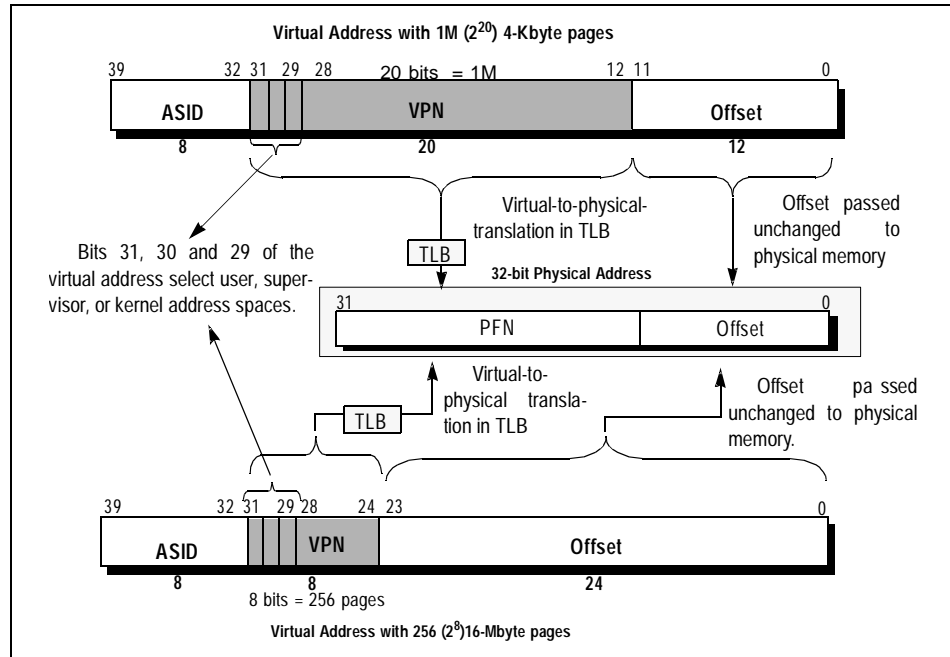 Virtual Address with 1M (2²⁰) 4-Kbyte pages
39 32 31 29 28 20 bits = 1M 12 11 0
ASID VPN Offset
8 20 12
Virtual-to-physical-
translation in TLB
Offset passed
unchanged to
physical memory
TLB
Bits 31, 30 and 29 of the
virtual address select user, super-
visor, or kernel address spaces.
32-bit Physical Address
31 0
PFN Offset
Virtual-to-
physical transla-
tion in TLB
TLB
Offset pa ssed
unchanged to physical
memory.
39 32 31 29 28 24 23 0
ASID VPN Offset
8 8 24
8 bits = 256 pages
Virtual Address with 256 (2⁸)16-Mbyte pages